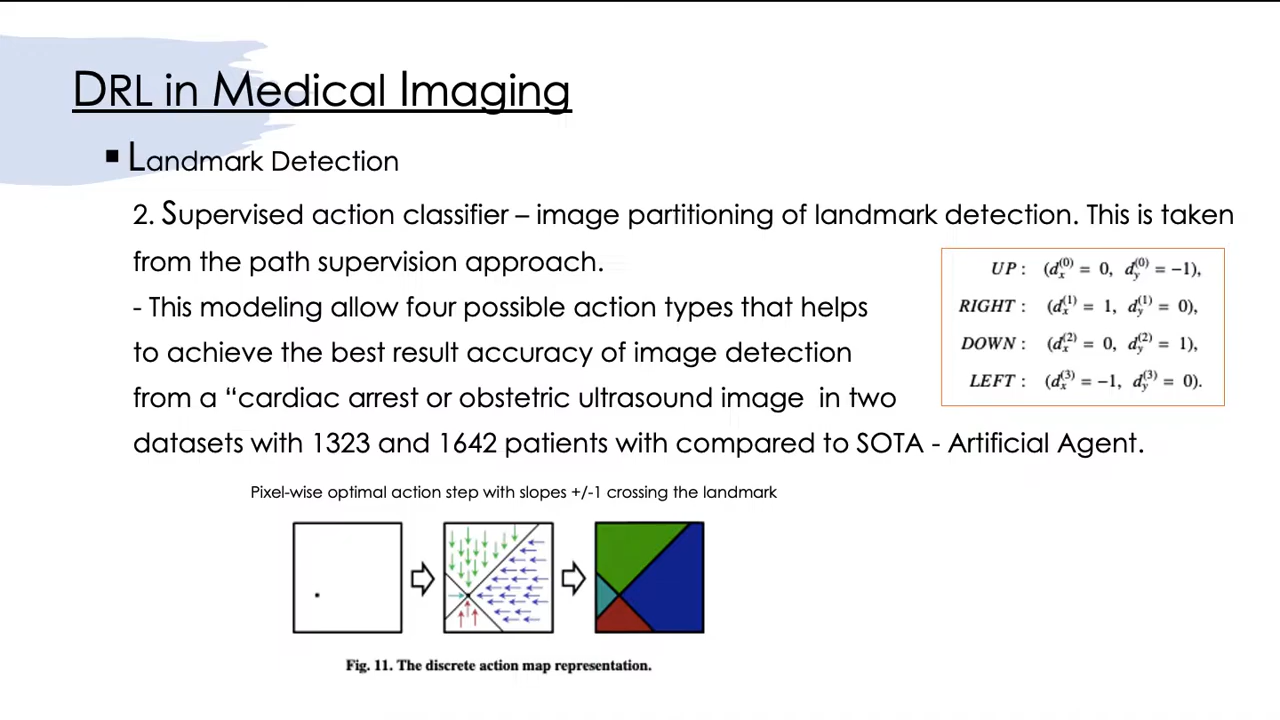 DRL in Medical Imaging
▪ Landmark Detection
2. Supervised action classifier – image partitioning of landmark detection. This is taken
from the path supervision approach.
- This modeling allow four possible action types that helps
to achieve the best result accuracy of image detection
from a “cardiac arrest or obstetric ultrasound image in two
datasets with 1323 and 1642 patients with compared to SOTA - Artificial Agent.
UP : (d_x^(0) = 0, d_y^(0) = −1),
RIGHT : (d_x^(1) = 1, d_y^(1) = 0),
DOWN : (d_x^(2) = 0, d_y^(2) = 1),
LEFT : (d_x^(3) = −1, d_y^(3) = 0).
Pixel-wise optimal action step with slopes +/-1 crossing the landmark
Fig. 11. The discrete action map representation.